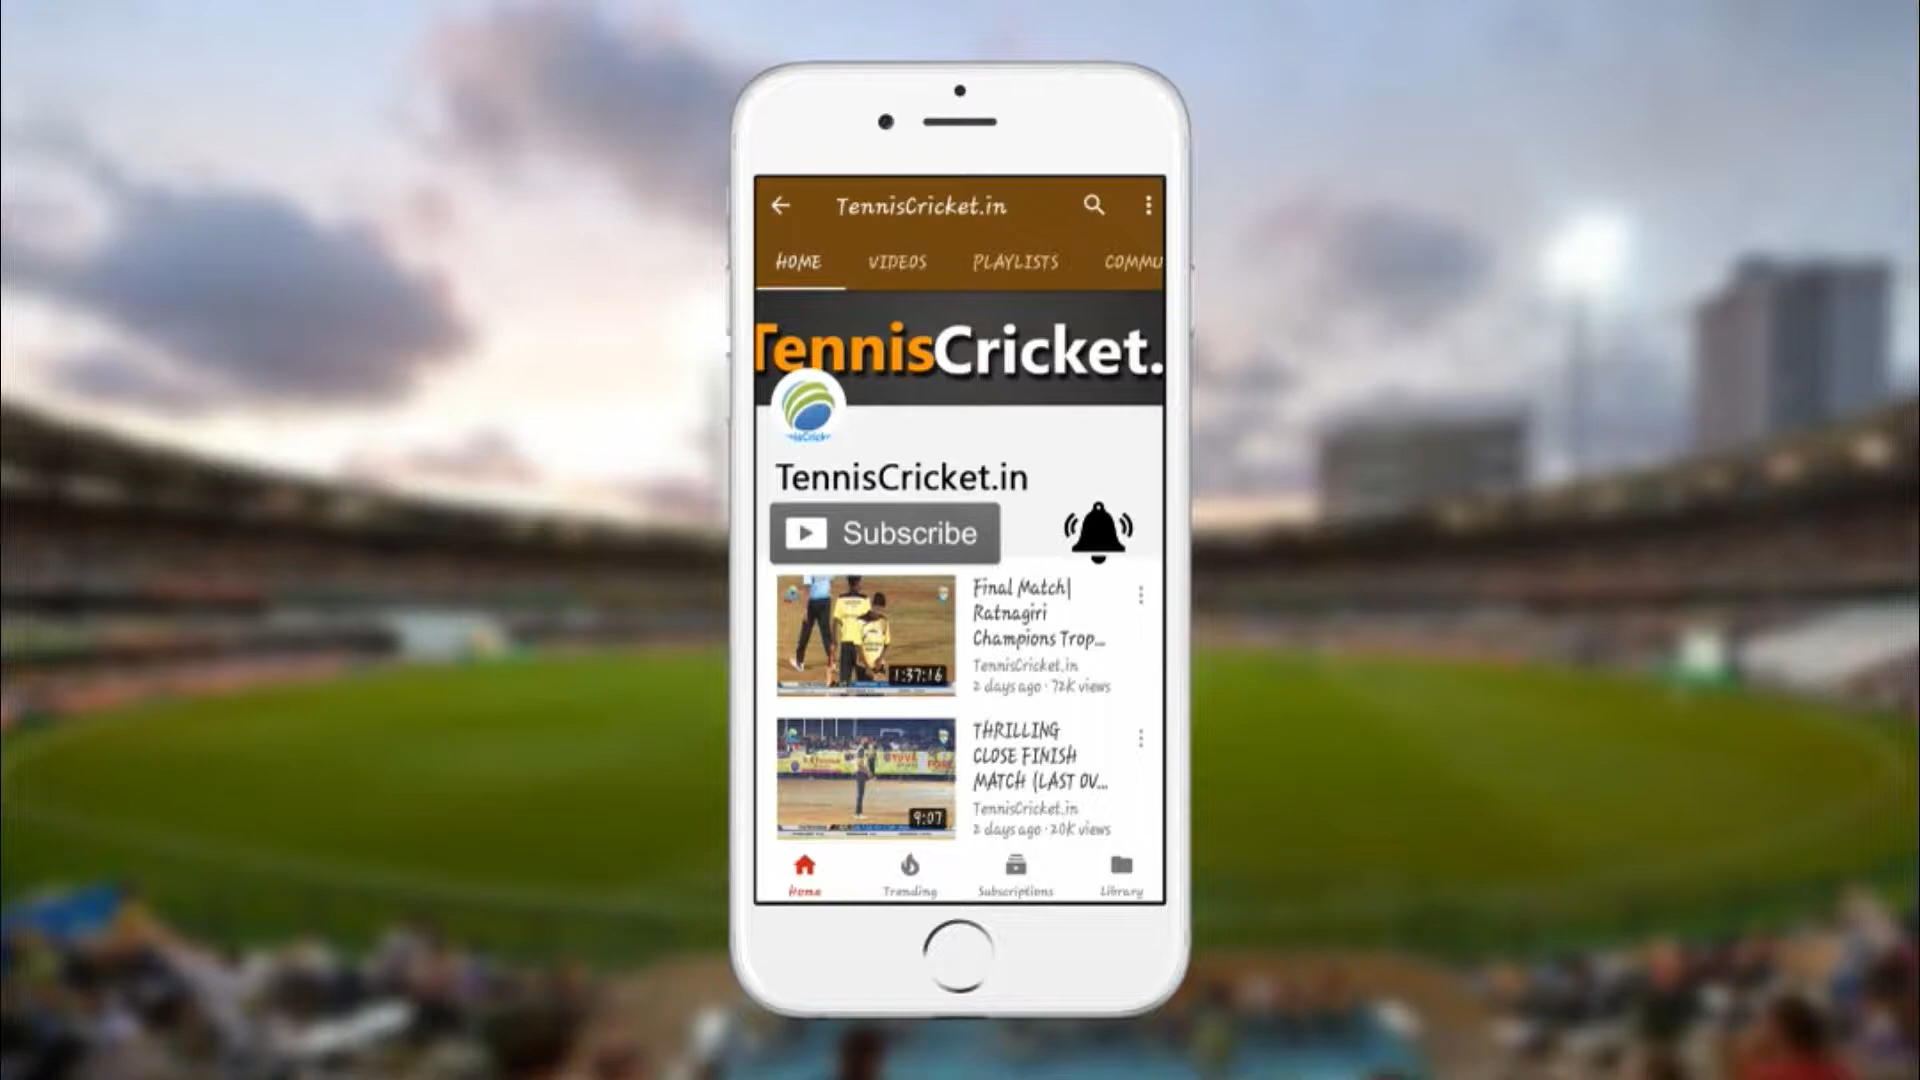 TennisCricket.in
HOME VIDEOS PLAYLISTS COMMU
TennisCricket.
TennisCricket.in
Subscribe
Final Match|
Ratnagiri
Champions Trop...
TennisCricket.in
2 days ago · 72K views
1:37:16
THRILLING
CLOSE FINISH
MATCH (LAST OV...
TennisCricket.in
2 days ago · 20K views
9:07
Home Trending Subscriptions Library